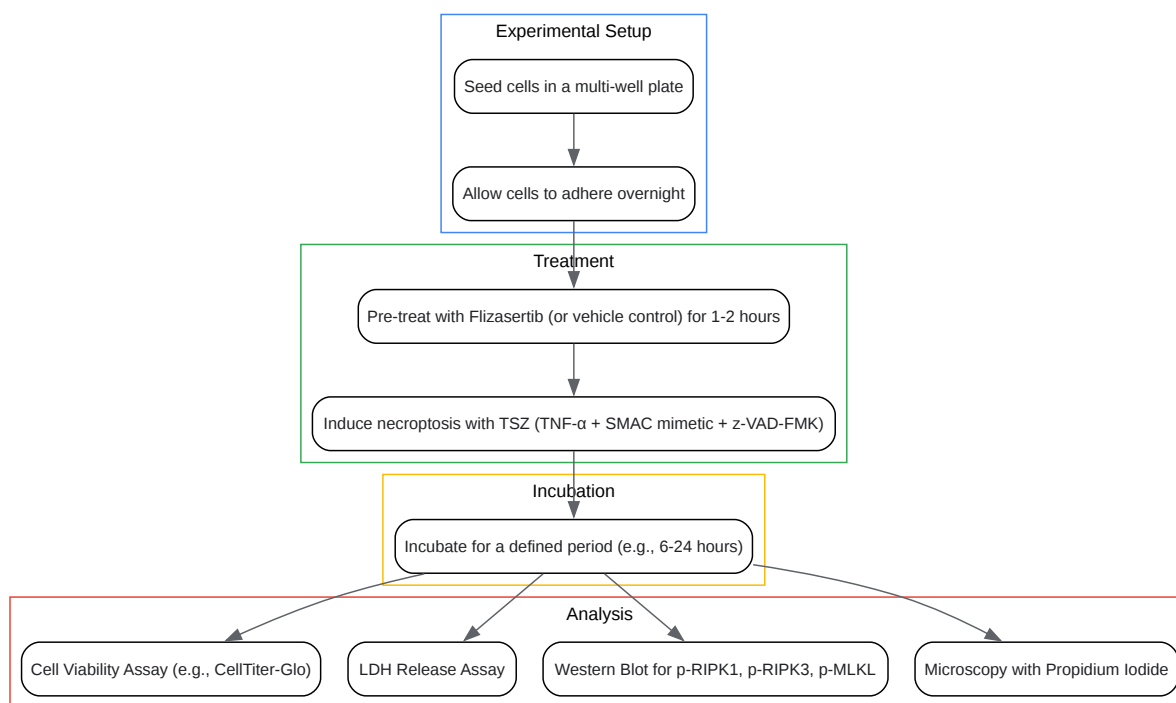 Experimental Setup
Seed cells in a multi-well plate
Allow cells to adhere overnight
Treatment
Pre-treat with Flizasertib (or vehicle control) for 1-2 hours
Induce necroptosis with TSZ (TNF-α + SMAC mimetic + z-VAD-FMK)
Incubation
Incubate for a defined period (e.g., 6-24 hours)
Analysis
Cell Viability Assay (e.g., CellTiter-Glo)
LDH Release Assay
Western Blot for p-RIPK1, p-RIPK3, p-MLKL
Microscopy with Propidium Iodide